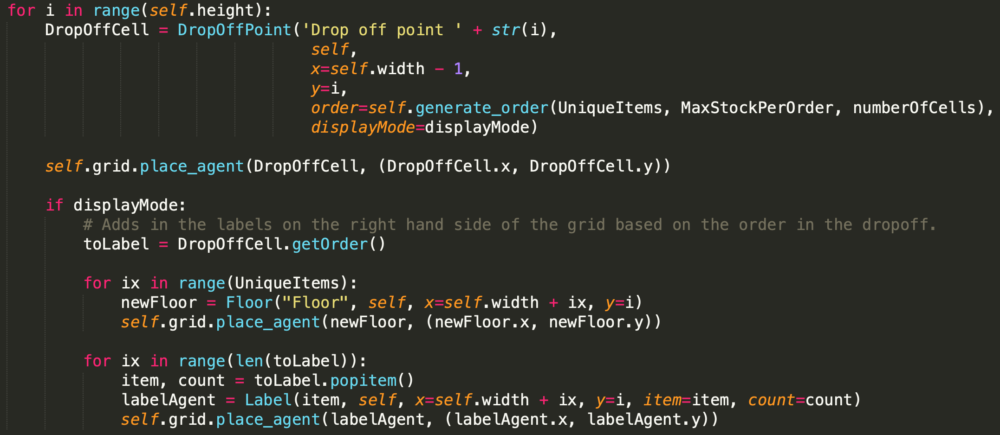 for i in range(self.height):
    DropOffCell = DropOffPoint('Drop off point ' + str(i),
                            self,
                            x=self.width - 1,
                            y=i,
                            order=self.generate_order(UniqueItems, MaxStockPerOrder, numberOfCells),
                            displayMode=displayMode)

    self.grid.place_agent(DropOffCell, (DropOffCell.x, DropOffCell.y))

    if displayMode:
        # Adds in the labels on the right hand side of the grid based on the order in the dropoff.
        toLabel = DropOffCell.getOrder()

        for ix in range(UniqueItems):
            newFloor = Floor("Floor", self, x=self.width + ix, y=i)
            self.grid.place_agent(newFloor, (newFloor.x, newFloor.y))

        for ix in range(len(toLabel)):
            item, count = toLabel.popitem()
            labelAgent = Label(item, self, x=self.width + ix, y=i, item=item, count=count)
            self.grid.place_agent(labelAgent, (labelAgent.x, labelAgent.y))